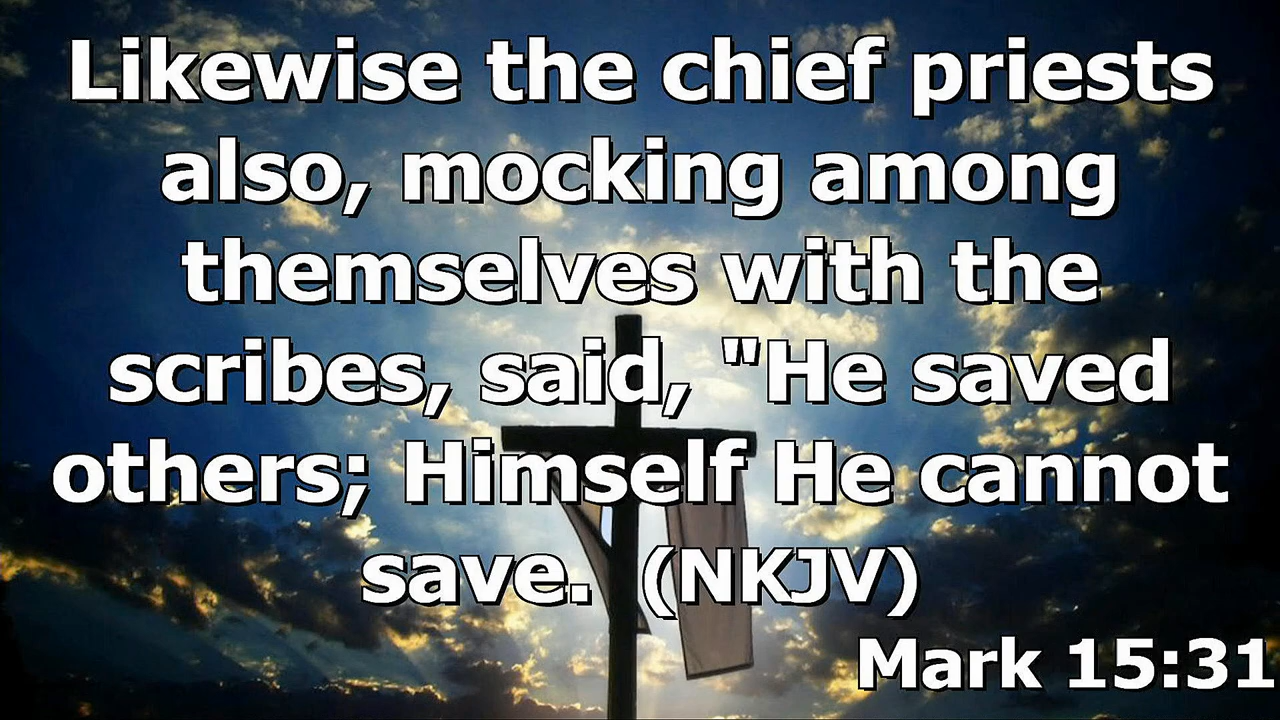 Likewise the chief priests
also, mocking among
themselves with the
scribes, said, "He saved
others; Himself He cannot
save.  (NKJV)
Mark 15:31